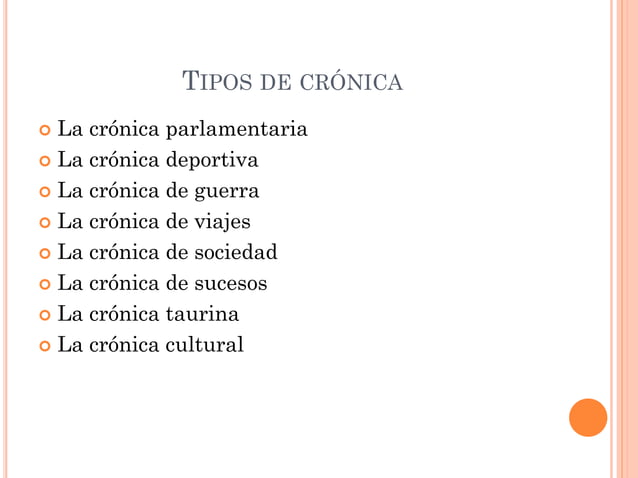 Tipos de crónica
La crónica parlamentaria
La crónica deportiva
La crónica de guerra
La crónica de viajes
La crónica de sociedad
La crónica de sucesos
La crónica taurina
La crónica cultural